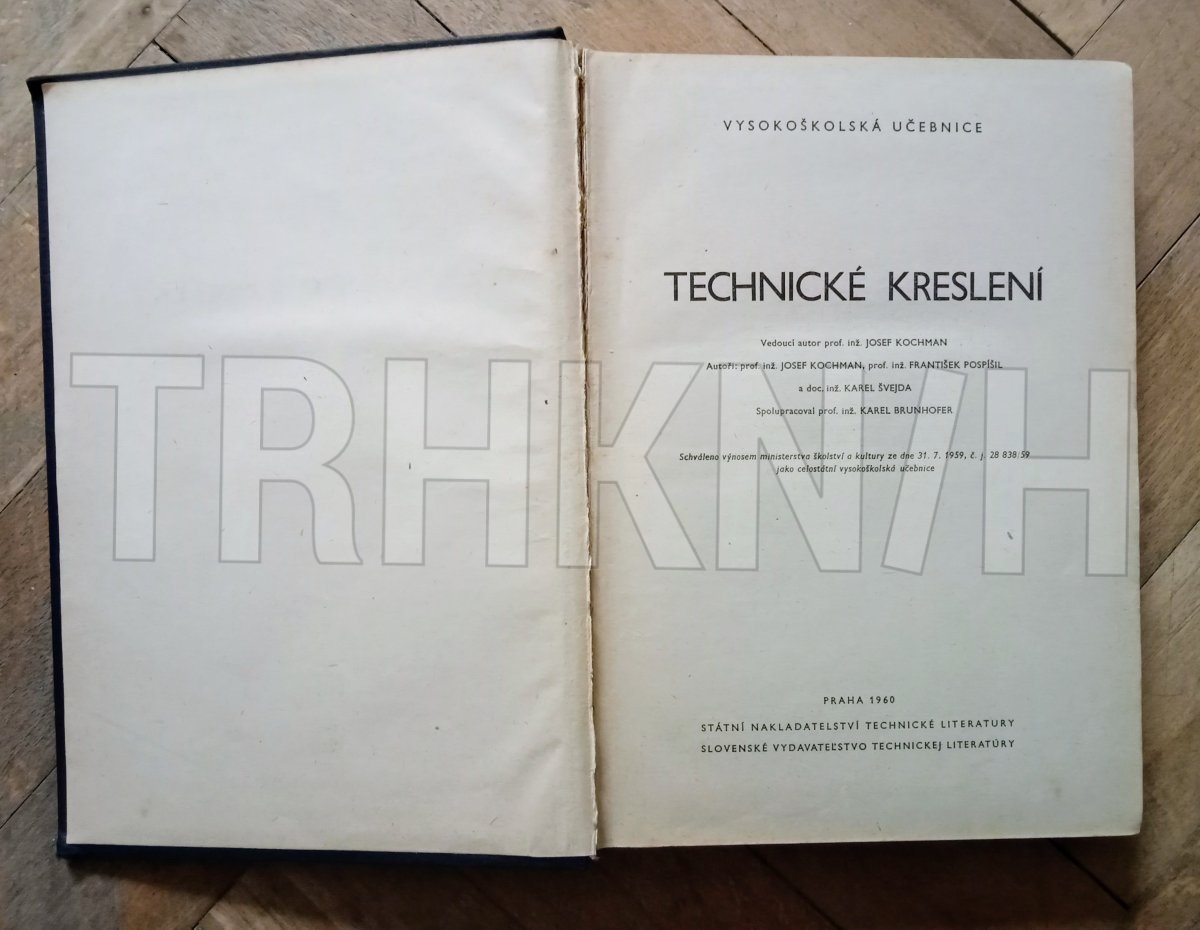 VYSOKOŠKOLSKÁ UČEBNICE
TECHNICKÉ KRESLENÍ
Vedoucí autor prof. inž. JOSEF KOCHMAN
Autoři: prof. inž. JOSEF KOCHMAN, prof. inž. FRANTIŠEK POSPÍŠIL
a doc. inž. KAREL ŠVEJDA
Spolupracoval prof. inž. KAREL BRUNHOFER
TRHKNIH
Schváleno výnosem ministerstva školství a kultury ze dne 31. 7. 1959, č. j. 28 838/59
jako celostátní vysokoškolská učebnice
PRAHA 1960
STÁTNÍ NAKLADATELSTVÍ TECHNICKÉ LITERATURY
SLOVENSKÉ VYDAVATEĽSTVO TECHNICKEJ LITERATÚRY